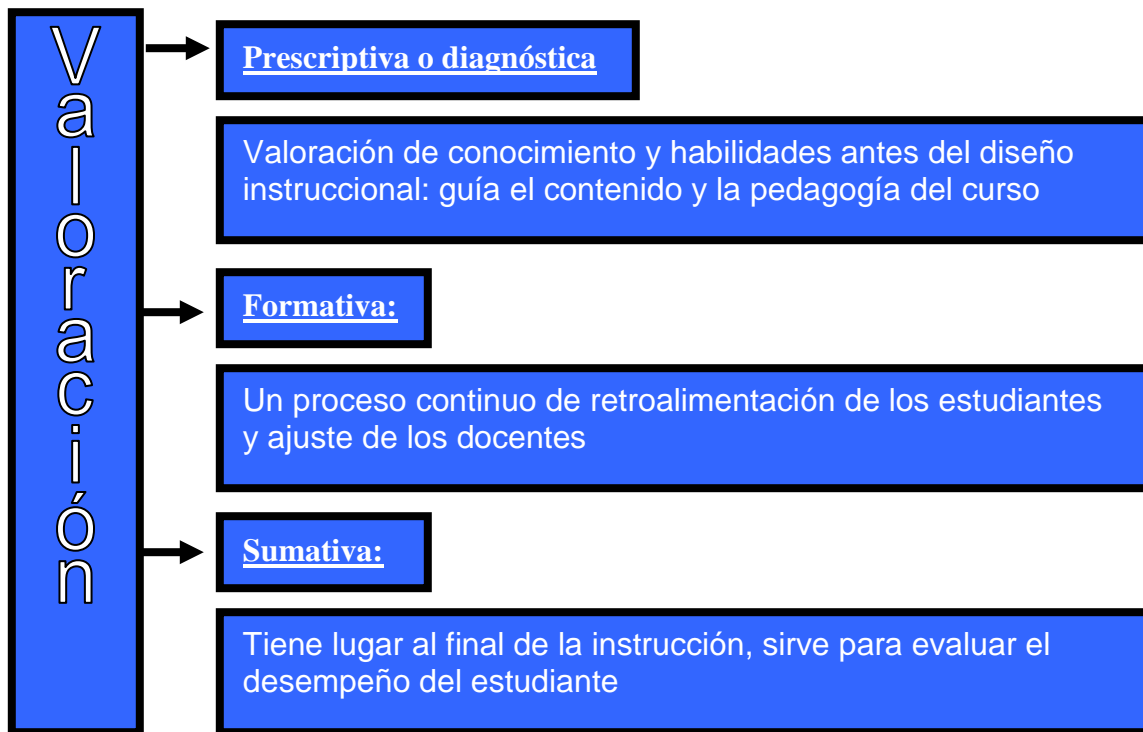 Valoración
Prescriptiva o diagnóstica
Valoración de conocimiento y habilidades antes del diseño
instruccional: guía el contenido y la pedagogía del curso
Formativa:
Un proceso continuo de retroalimentación de los estudiantes
y ajuste de los docentes
Sumativa:
Tiene lugar al final de la instrucción, sirve para evaluar el
desempeño del estudiante